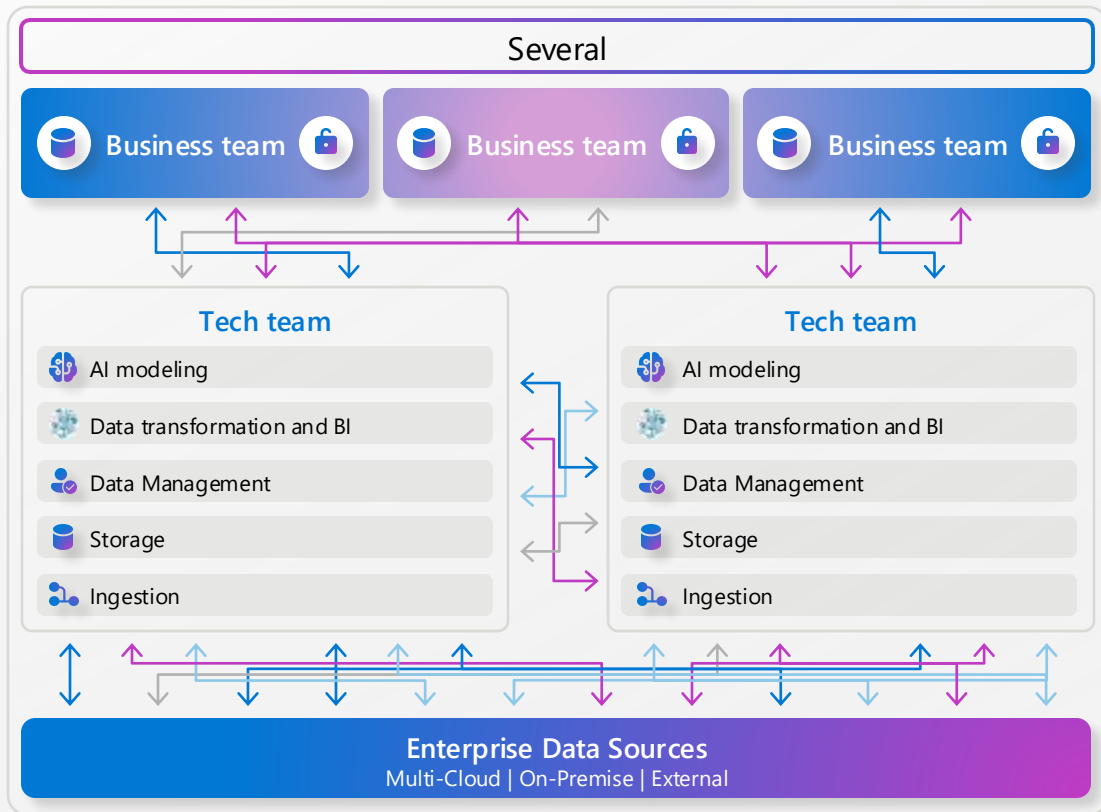 Several
Business team
Business team
Business team
Tech team
AI modeling
Data transformation and BI
Data Management
Storage
Ingestion
Tech team
AI modeling
Data transformation and BI
Data Management
Storage
Ingestion
Enterprise Data Sources
Multi-Cloud | On-Premise | External